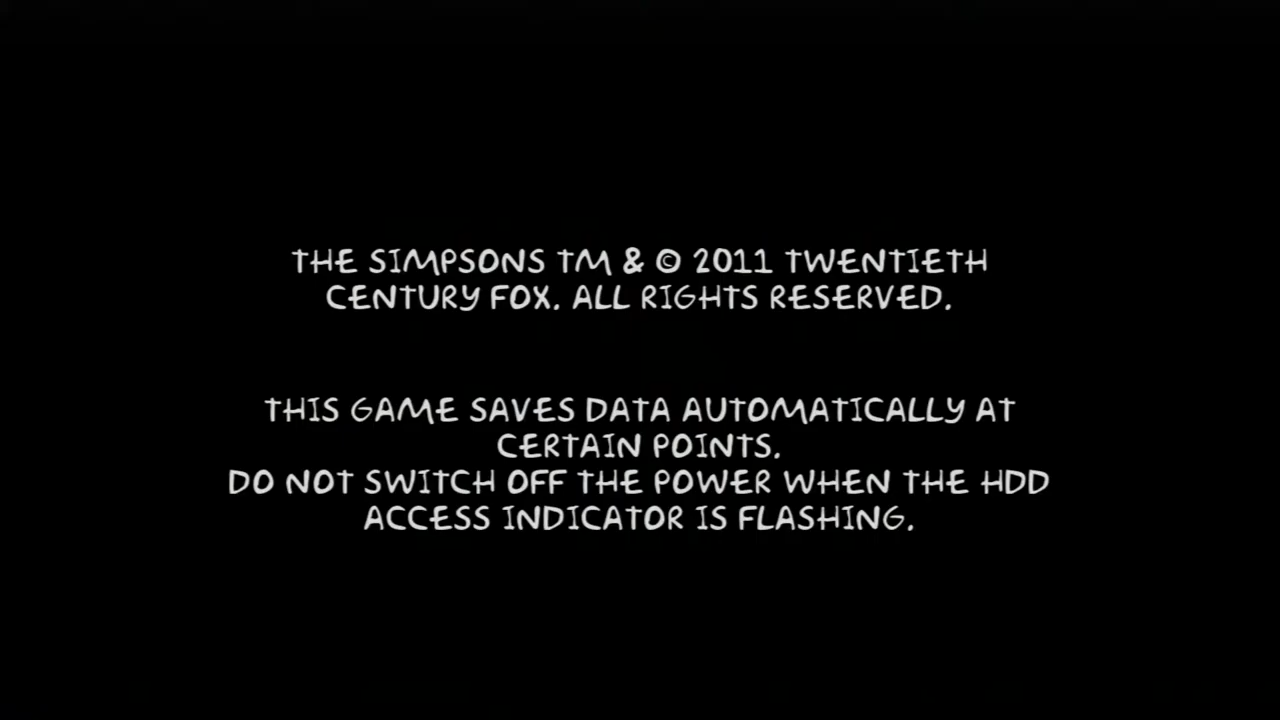 THE SIMPSONS TM & © 2011 TWENTIETH
CENTURY FOX. ALL RIGHTS RESERVED.
THIS GAME SAVES DATA AUTOMATICALLY AT
CERTAIN POINTS.
DO NOT SWITCH OFF THE POWER WHEN THE HDD
ACCESS INDICATOR IS FLASHING.